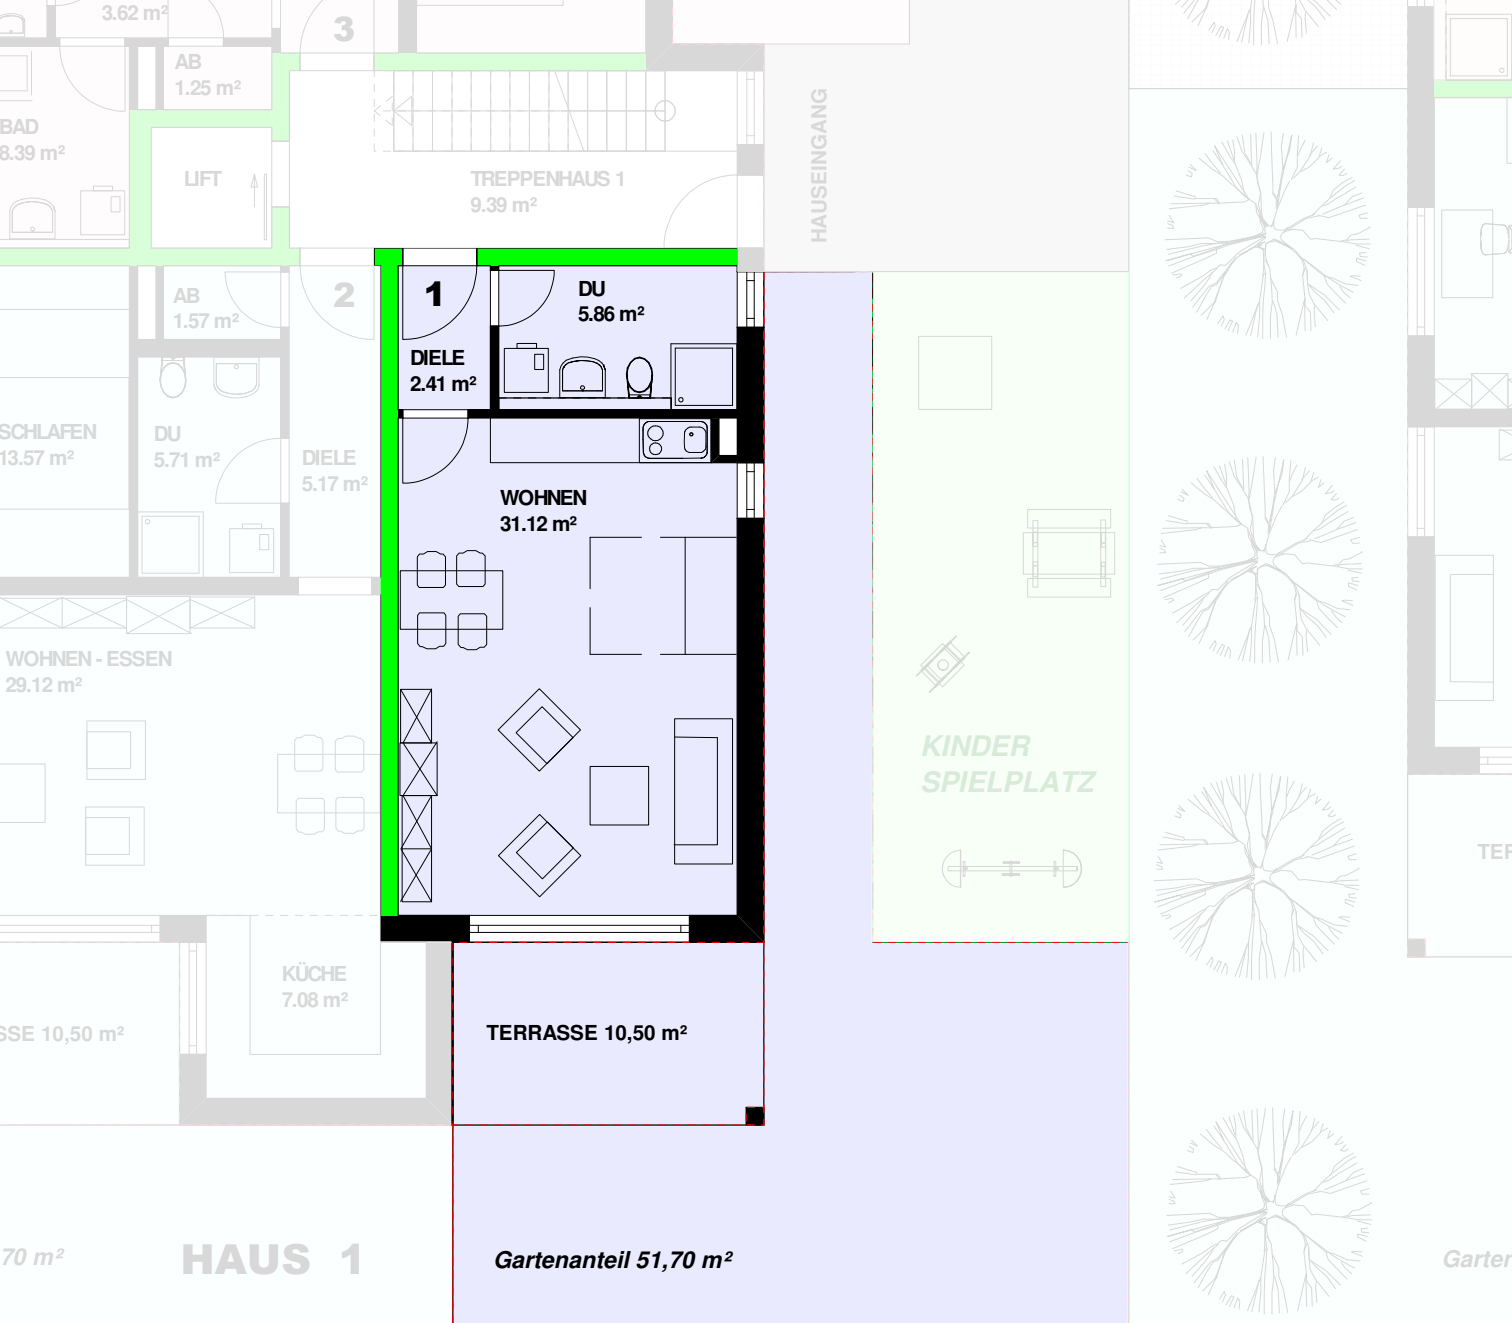 3.62 m²
3
AB
1.25 m²
BAD
8.39 m²
LIFT
TREPPENHAUS 1
9.39 m²
HAUSEINGANG
AB
1.57 m²
2
1
DU
5.86 m²
DIELE
2.41 m²
SCHLAFEN
13.57 m²
DU
5.71 m²
DIELE
5.17 m²
WOHNEN
31.12 m²
WOHNEN - ESSEN
29.12 m²
KINDER
SPIELPLATZ
TER
KÜCHE
7.08 m²
SSE 10,50 m²
TERRASSE 10,50 m²
70 m²
HAUS 1
Gartenanteil 51,70 m²
Garten